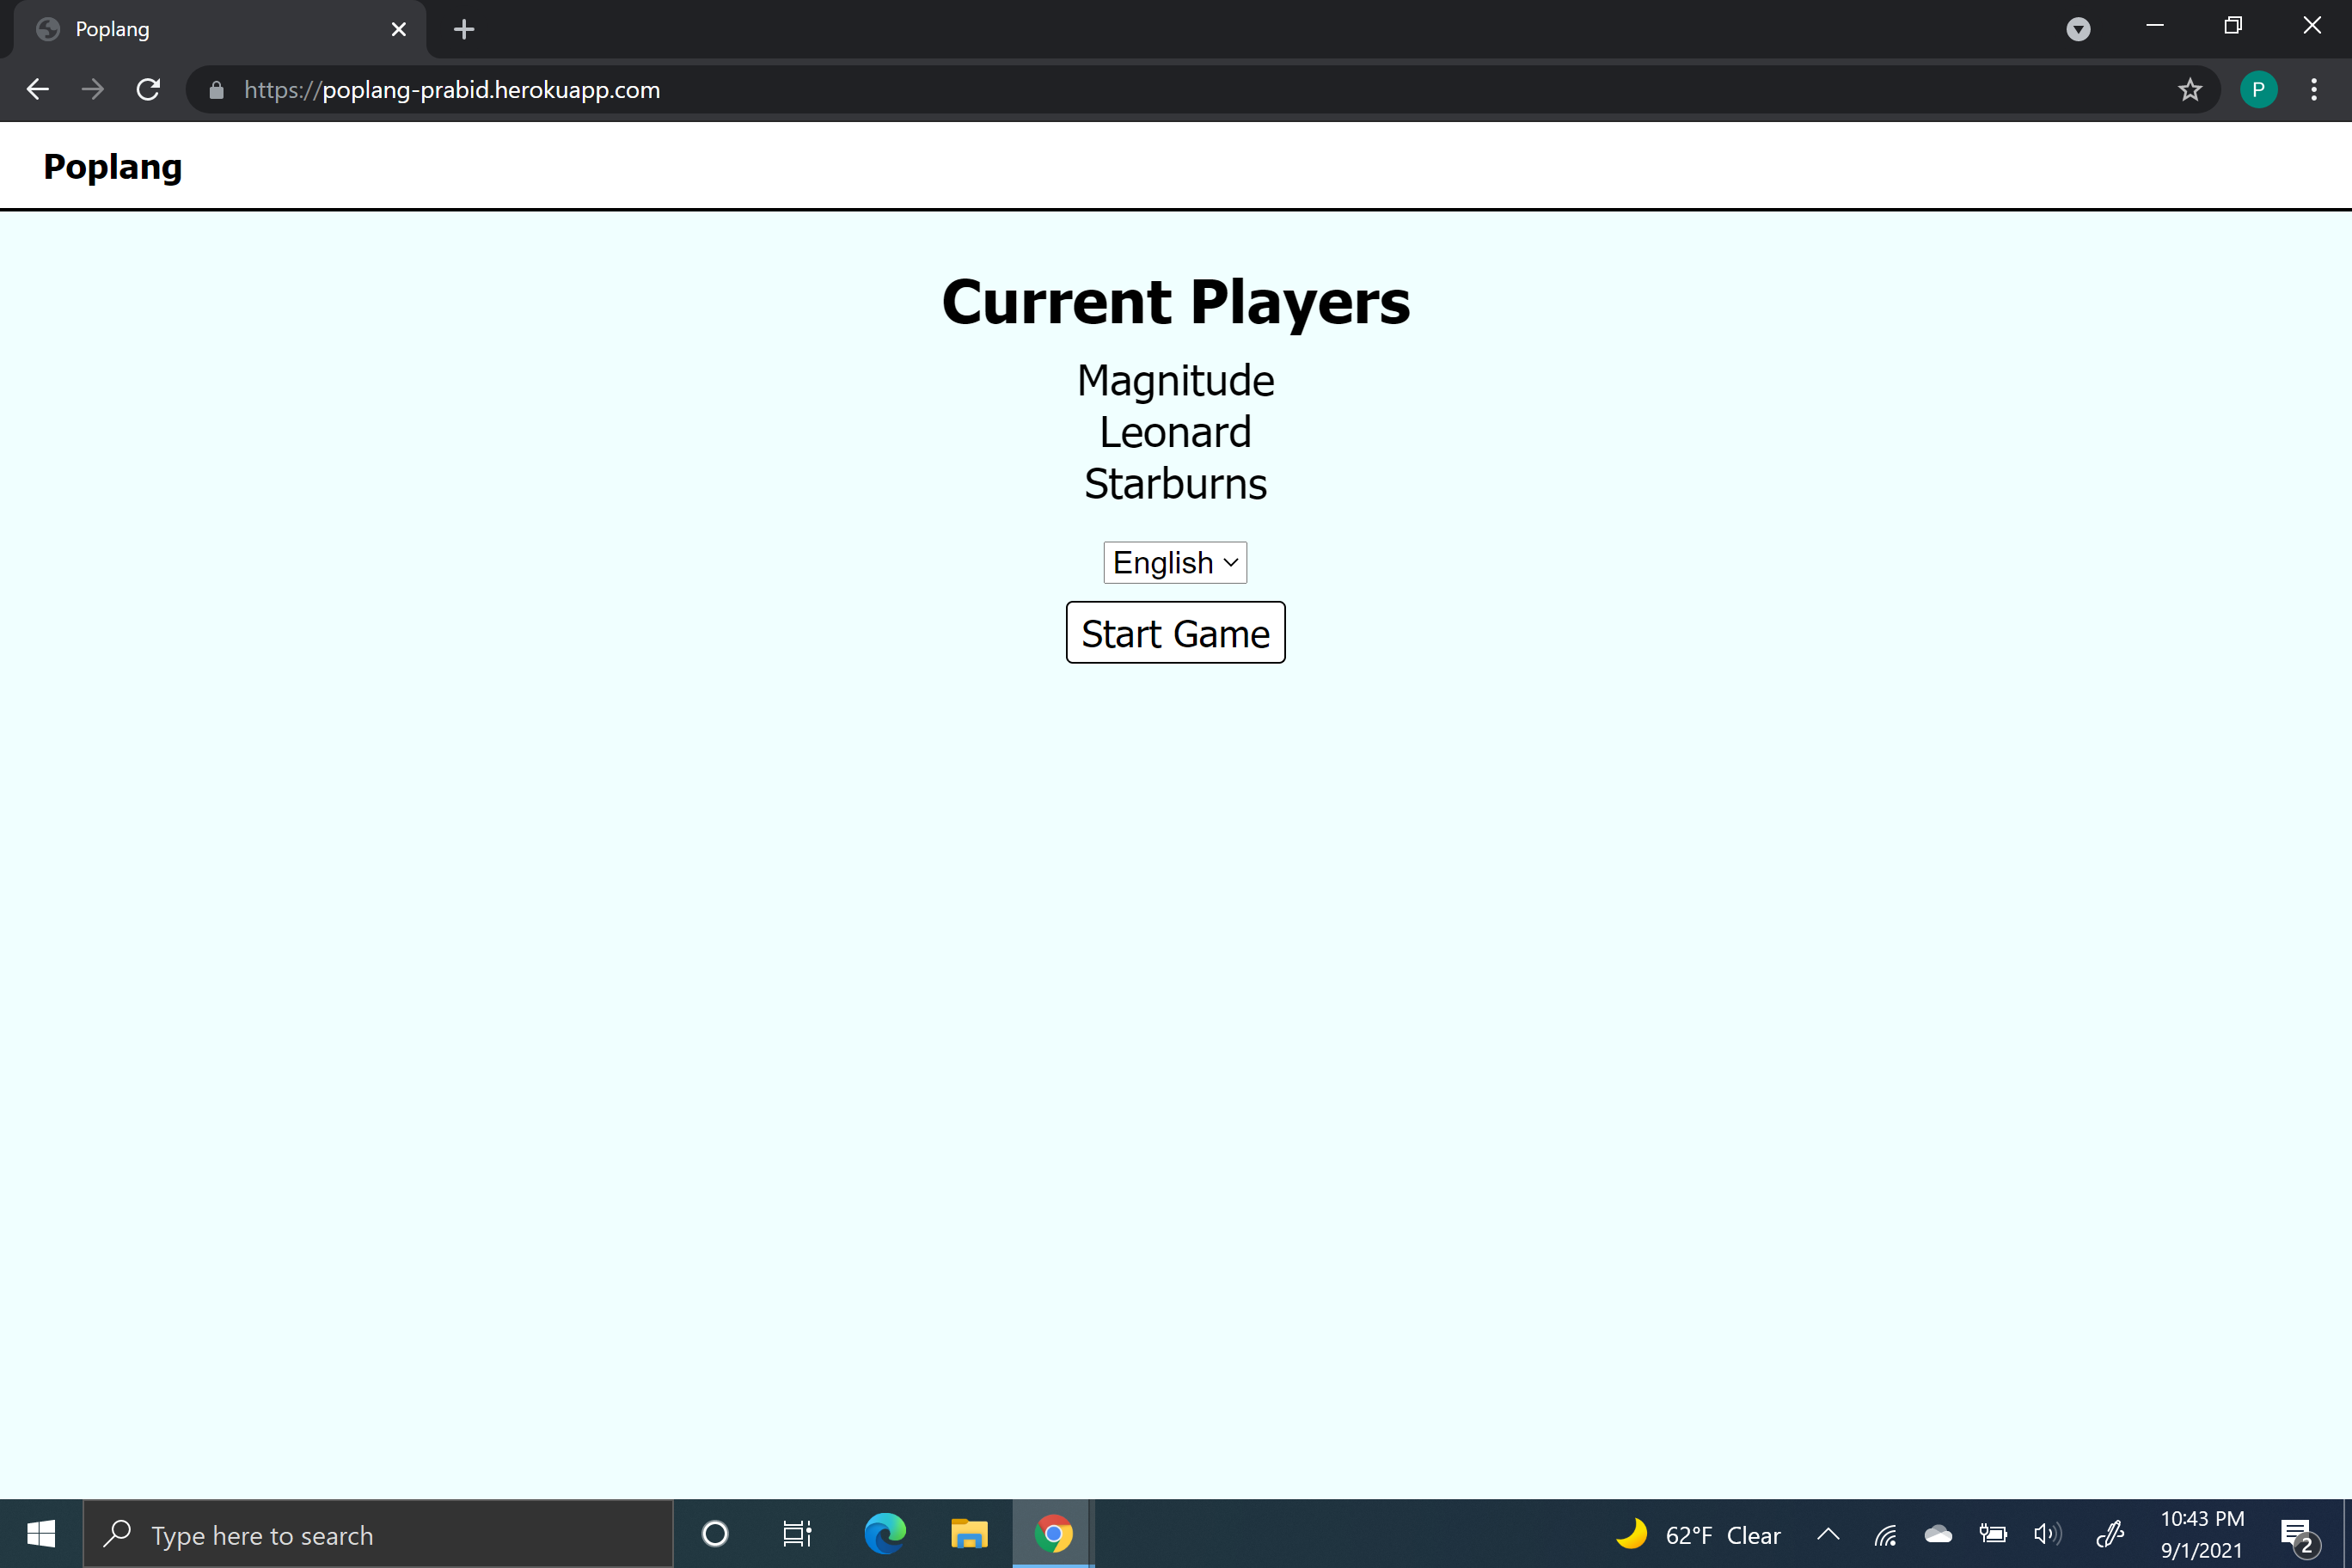 Poplang
https://poplang-prabid.herokuapp.com
P
Poplang
Current Players
Magnitude
Leonard
Starburns
English
Start Game
Type here to search
62°F Clear
10:43 PM
9/1/2021
2